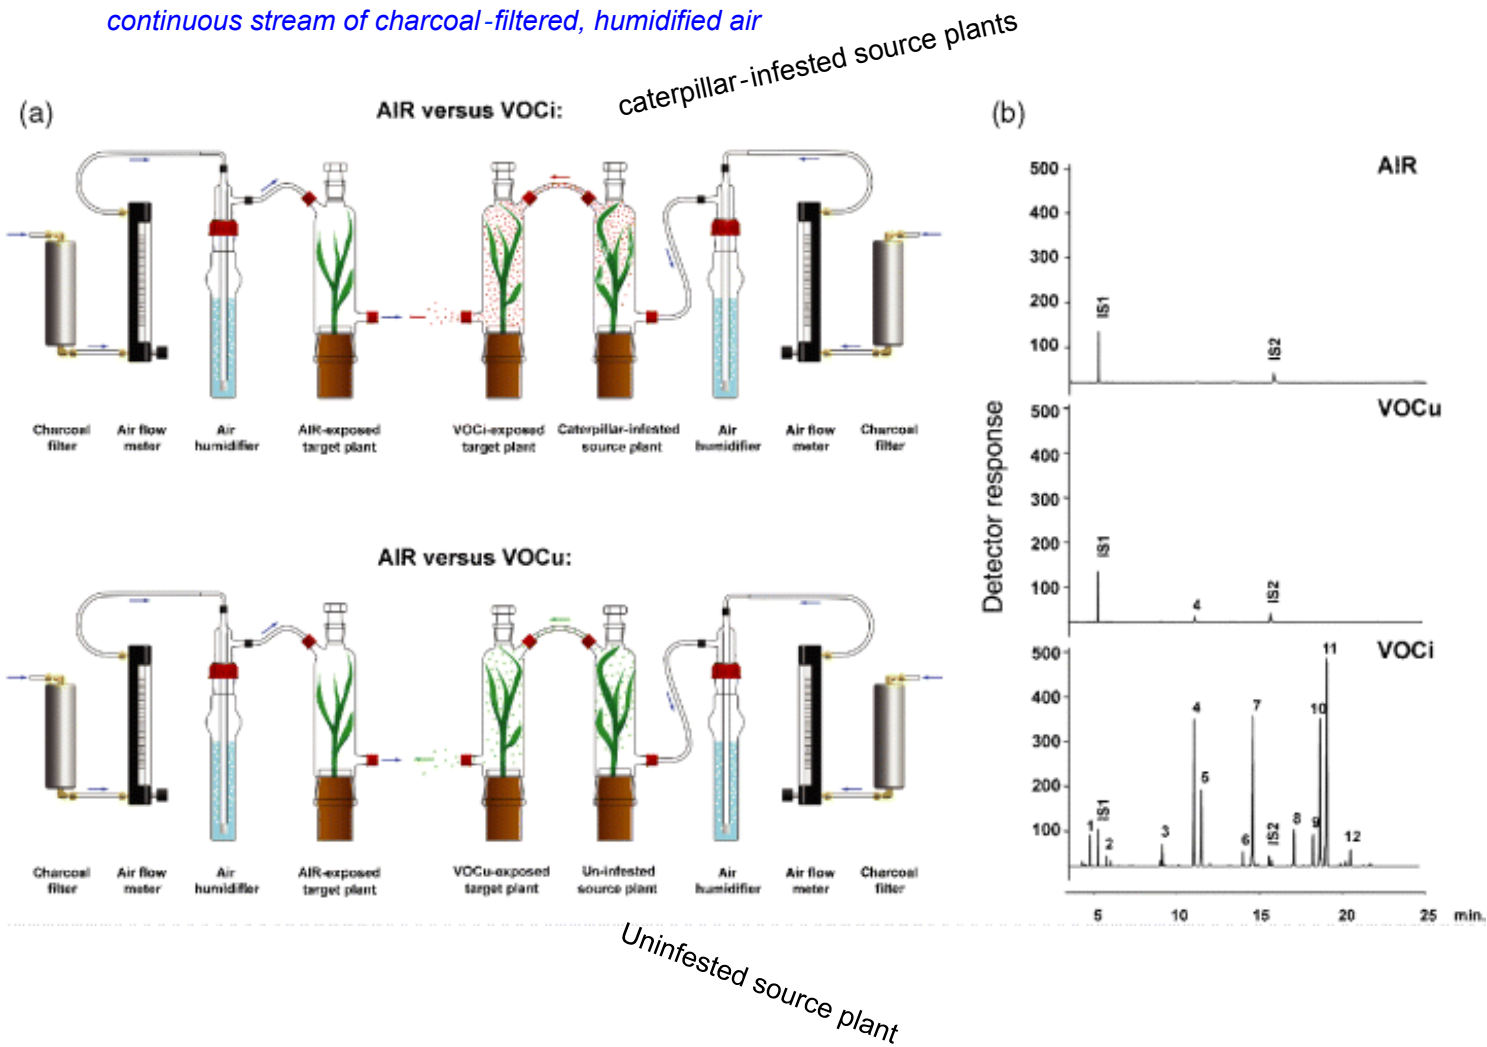 continuous stream of charcoal-filtered, humidified air
caterpillar-infested source plants
(a)
AIR versus VOCi:
Charcoal filter
Air flow meter
Air humidifier
AIR-exposed target plant
VOCi-exposed target plant
Caterpillar-infested source plant
Air humidifier
Air flow meter
Charcoal filter
AIR versus VOCu:
Charcoal filter
Air flow meter
Air humidifier
AIR-exposed target plant
VOCu-exposed target plant
Un-infested source plant
Air humidifier
Air flow meter
Charcoal filter
Uninfested source plant
(b)
Detector response
AIR
500
400
300
200
100
IS1
IS2
VOCu
500
400
300
200
100
IS1
4
IS2
VOCi
500
400
300
200
100
1
IS1
2
3
4
5
6
7
IS2
8
9
10
11
12
5 10 15 20 25 min.